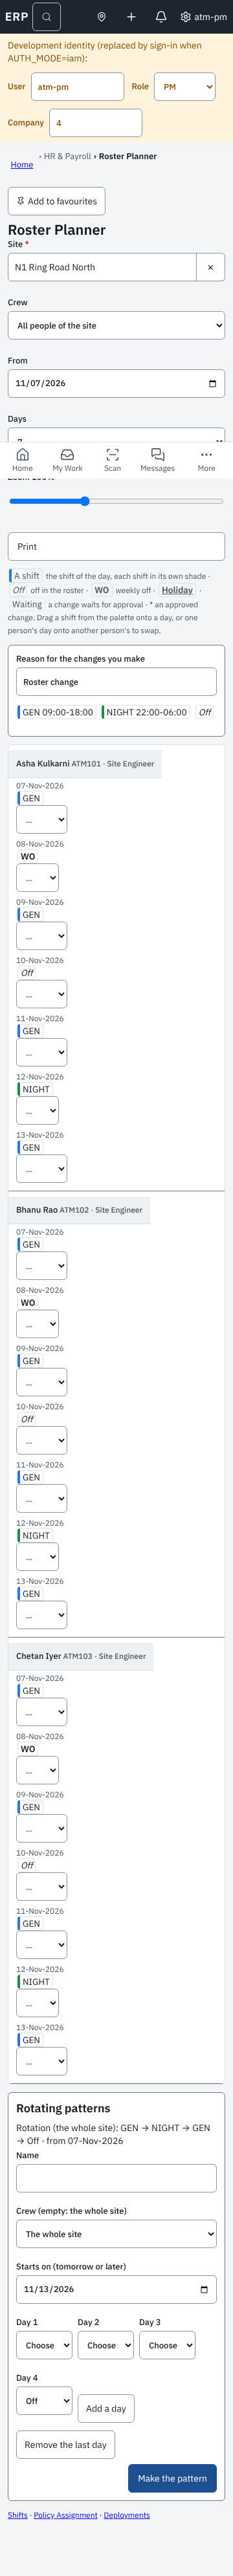 ERP
atm-pm
Development identity (replaced by sign-in when
AUTH_MODE=iam):
User atm-pm Role PM
Company 4
Home › HR & Payroll › Roster Planner
Add to favourites
Roster Planner
Site *
N1 Ring Road North ×
Crew
All people of the site
From
11/07/2026
Days
Home My Work Scan Messages More
Print
A shift the shift of the day, each shift in its own shade ·
Off off in the roster · WO weekly off · Holiday ·
Waiting a change waits for approval · * an approved
change. Drag a shift from the palette onto a day, or one
person's day onto another person's to swap.
Reason for the changes you make
Roster change
GEN 09:00-18:00 NIGHT 22:00-06:00 Off
Asha Kulkarni ATM101 · Site Engineer
07-Nov-2026
GEN
...
08-Nov-2026
WO
...
09-Nov-2026
GEN
...
10-Nov-2026
Off
...
11-Nov-2026
GEN
...
12-Nov-2026
NIGHT
...
13-Nov-2026
GEN
...
Bhanu Rao ATM102 · Site Engineer
07-Nov-2026
GEN
...
08-Nov-2026
WO
...
09-Nov-2026
GEN
...
10-Nov-2026
Off
...
11-Nov-2026
GEN
...
12-Nov-2026
NIGHT
...
13-Nov-2026
GEN
...
Chetan Iyer ATM103 · Site Engineer
07-Nov-2026
GEN
...
08-Nov-2026
WO
...
09-Nov-2026
GEN
...
10-Nov-2026
Off
...
11-Nov-2026
GEN
...
12-Nov-2026
NIGHT
...
13-Nov-2026
GEN
...
Rotating patterns
Rotation (the whole site): GEN → NIGHT → GEN
→ Off · from 07-Nov-2026
Name
Crew (empty: the whole site)
The whole site
Starts on (tomorrow or later)
11/13/2026
Day 1 Day 2 Day 3
Choose Choose Choose
Day 4
Off Add a day
Remove the last day
Make the pattern
Shifts · Policy Assignment · Deployments